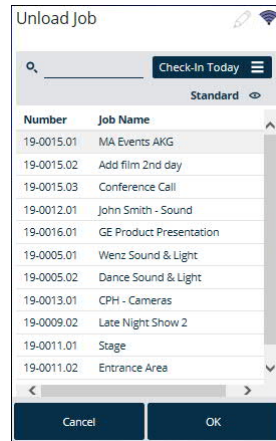 Unload Job
Check-In Today
Standard
Number Job Name
19-0015.01 MA Events AKG
19-0015.02 Add film 2nd day
19-0015.03 Conference Call
19-0012.01 John Smith - Sound
19-0016.01 GE Product Presentation
19-0005.01 Wenz Sound & Light
19-0005.02 Dance Sound & Light
19-0013.01 CPH - Cameras
19-0009.02 Late Night Show 2
19-0011.01 Stage
19-0011.02 Entrance Area
Cancel OK